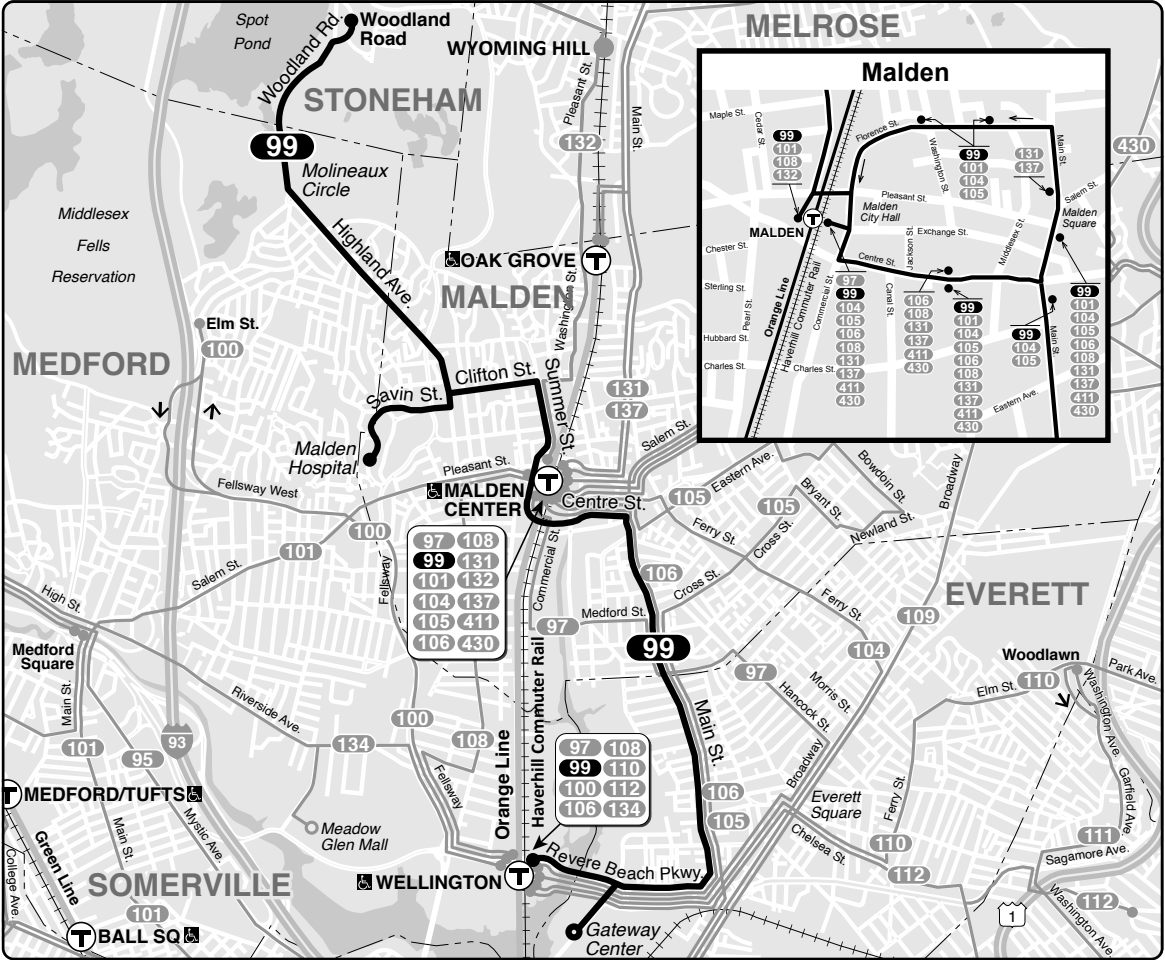 Spot
Pond
Woodland
Road
Woodland Rd.
STONEHAM
99
Molineaux
Circle
Middlesex
Fells
Reservation
Highland Ave.
WYOMING HILL
Pleasant St.
Main St.
132
MELROSE
430
T
OAK GROVE
MALDEN
Washington St.
Elm St.
100
MEDFORD
Clifton St.
Savin St.
Summer St.
131
137
Malden
Hospital
Pleasant St.
Salem St.
T
MALDEN
CENTER
Centre St.
Fellsway West
100
101
Salem St.
Fellsway
97 108
99 131
101 132
104 137
105 411
106 430
Commercial St.
105
Eastern Ave.
105
Bryant St.
Bowdoin St.
Newland St.
Broadway
Ferry St.
Cross St.
106
Cross St.
Medford St.
97
99
Ferry St.
109
104
EVERETT
High St.
Medford
Square
Main St.
101
95
93
Riverside Ave.
134
100
108
Fellsway
Orange Line
Haverhill Commuter Rail
97 108
99 110
100 112
106 134
Main St.
97
Hancock St.
Morris St.
Broadway
Woodlawn
Elm St.
110
Park Ave.
Washington Ave.
Garfield Ave
Ferry St.
Everett
Square
106
105
Chelsea St.
110
112
111
Sagamore Ave.
112
Washington Ave.
1
T
MEDFORD/TUFTS
Green Line
College Ave.
Main St.
Mystic Ave.
Meadow
Glen Mall
SOMERVILLE
101
T
BALL SQ
T
WELLINGTON
Revere Beach Pkwy.
Gateway
Center
Malden
Maple St.
Cedar St.
99
101
108
132
Florence St.
Washington St.
99
101
104
105
131
137
Main St.
Salem St.
Pleasant St.
Malden
City Hall
Malden
Square
T
MALDEN
Exchange St.
Jackson St.
Middlesex St.
Chester St.
Centre St.
Sterling St.
Pearl St.
Orange Line
Haverhill Commuter Rail
Commercial St.
Canal St.
Hubbard St.
Charles St.
Charles St.
97
99
104
105
106
108
131
137
411
430
106
108
131
137
411
430
99
101
104
105
106
108
131
137
411
430
99
104
105
Main St.
Eastern Ave.
99
101
104
105
106
108
131
137
411
430